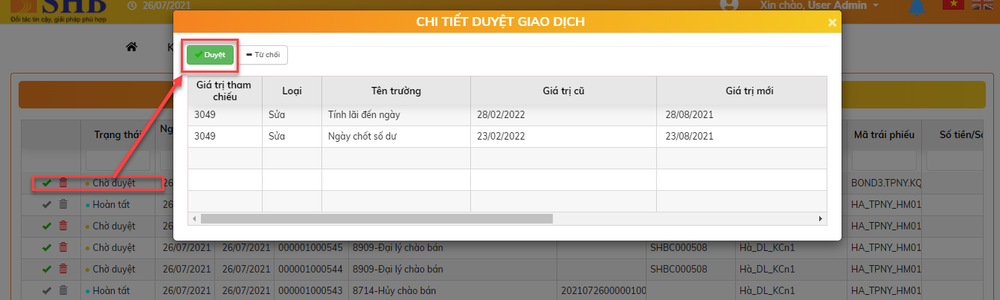 SHB
Đối tác tin cậy, giải pháp phù hợp
26/07/2021
Xin chào, User Admin
CHI TIẾT DUYỆT GIAO DỊCH
×
Duyệt
Từ chối
Giá trị tham chiếu Loại Tên trường Giá trị cũ Giá trị mới
3049 Sửa Tính lãi đến ngày 28/02/2022 28/08/2021
3049 Sửa Ngày chốt số dư 23/02/2022 23/08/2021
K
Trạng thái Ng Mã trái phiếu Số tiền/Số
Chờ duyệt 26 BOND3.TPNY.KQ
Hoàn tất 26 HA_TPNY_HM01
Chờ duyệt 26 HA_TPNY_HM01
Chờ duyệt 26/07/2021 26/07/2021 000001000545 8909-Đại lý chào bán SHBC000508 Hà_DL_KCn1 HA_TPNY_HM01
Chờ duyệt 26/07/2021 26/07/2021 000001000544 8909-Đại lý chào bán SHBC000508 Hà_DL_KCn1 HA_TPNY_HM01
Hoàn tất 26/07/2021 26/07/2021 000001000543 8714-Hủy chào bán 2021072600000100 Hà_DL_KCn1 HA_TPNY_HM01